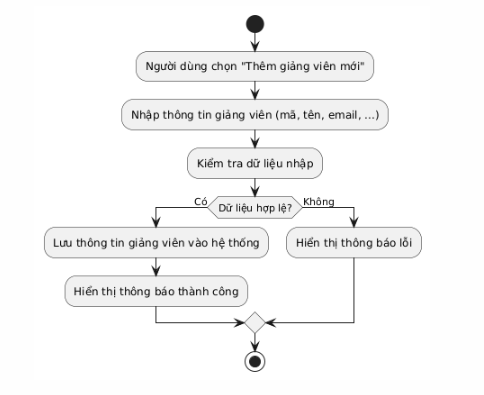 Người dùng chọn "Thêm giảng viên mới"
Nhập thông tin giảng viên (mã, tên, email, ...)
Kiểm tra dữ liệu nhập
Dữ liệu hợp lệ?
Có
Không
Lưu thông tin giảng viên vào hệ thống
Hiển thị thông báo lỗi
Hiển thị thông báo thành công